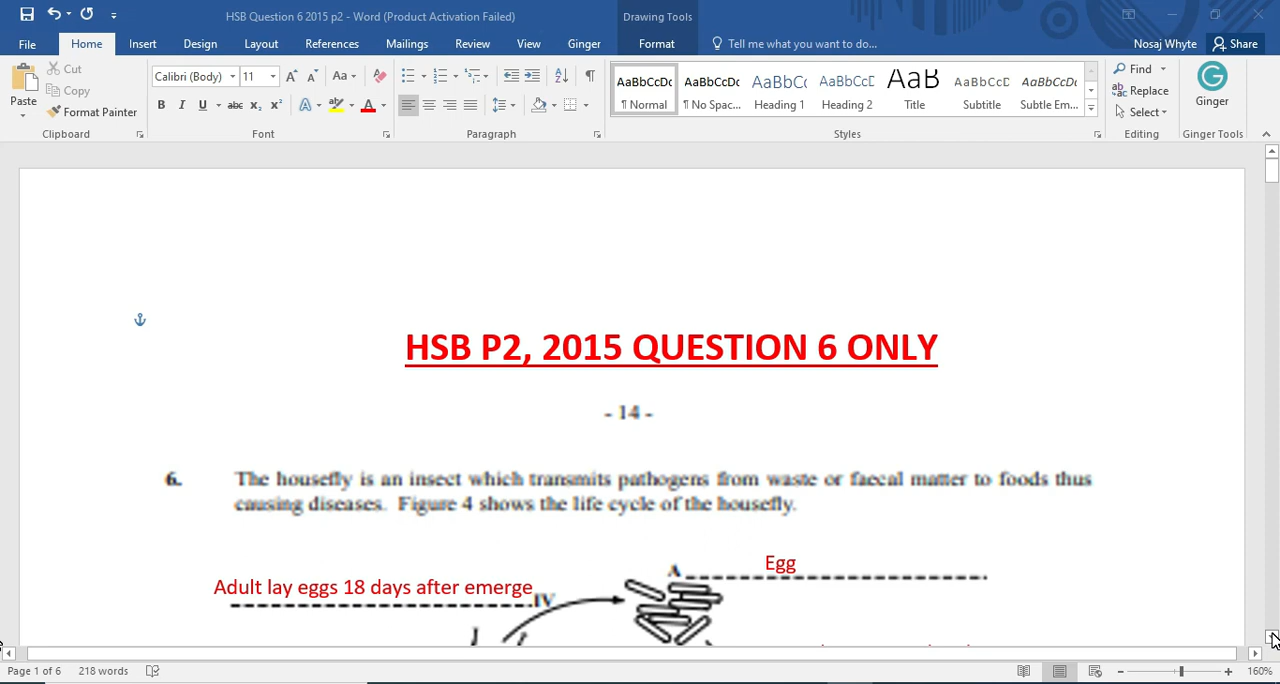 HSB Question 6 2015 p2 - Word (Product Activation Failed)
Drawing Tools
File Home Insert Design Layout References Mailings Review View Ginger Format Tell me what you want to do... Nosaj Whyte Share
Paste
Cut
Copy
Format Painter
Calibri (Body) 11
Aa
B I U abc X₂ X² A A
AaBbCcDc AaBbCcDc AaBbCc AaBbCcD AaB AaBbCcD AaBbCcDc
¶ Normal ¶ No Spac... Heading 1 Heading 2 Title Subtitle Subtle Em...
Find
Replace
Select
Ginger
Clipboard Font Paragraph Styles Editing Ginger Tools
HSB P2, 2015 QUESTION 6 ONLY
- 14 -
6. The housefly is an insect which transmits pathogens from waste or faecal matter to foods thus
causing diseases. Figure 4 shows the life cycle of the housefly.
A Egg
Adult lay eggs 18 days after emerge IV
Page 1 of 6 218 words 160%